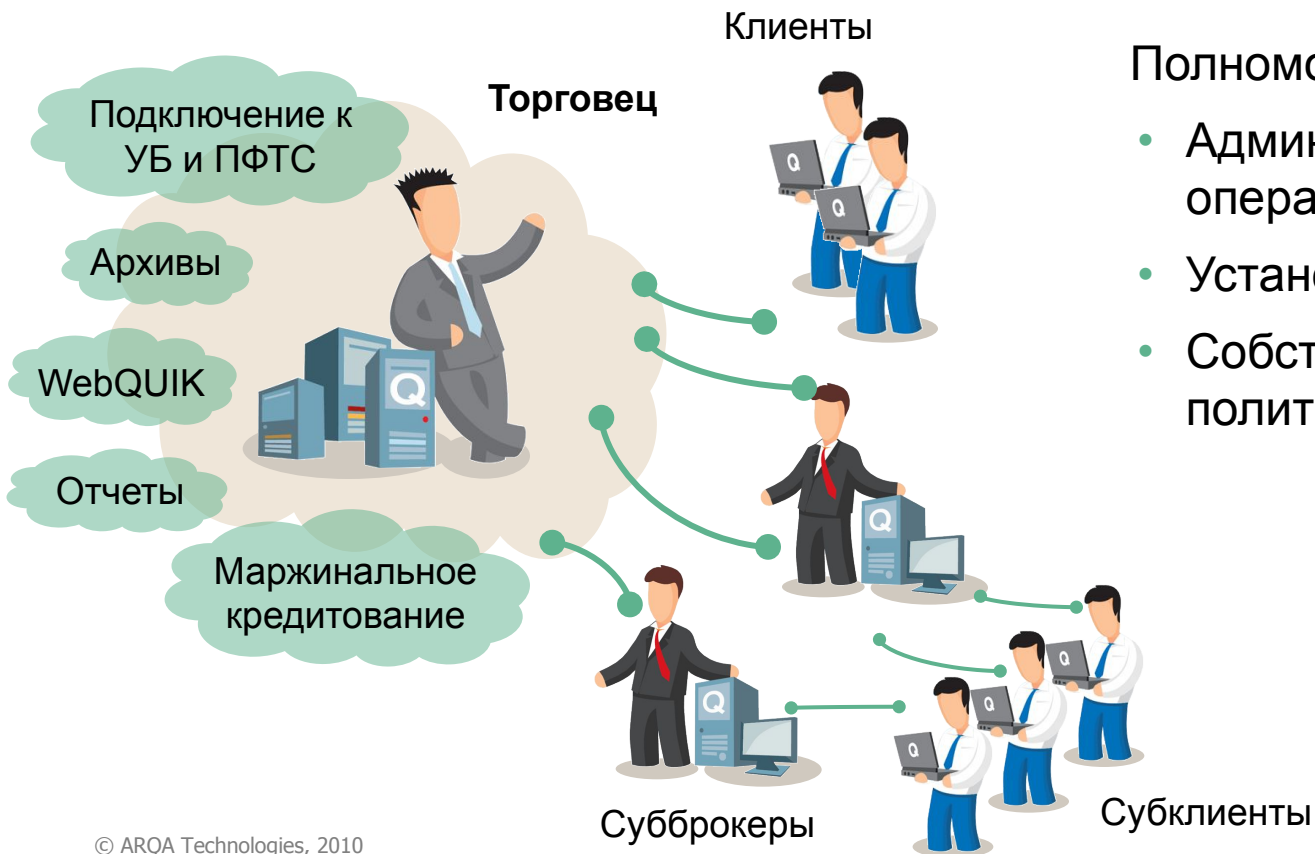 Клиенты
Торговец
Подключение к
УБ и ПФТС
Архивы
WebQUIK
Отчеты
Маржинальное
кредитование
Q
Q
Q
Q
Q
Q
Q
Q
Субброкеры
Субклиенты
© ARQA Technologies, 2010